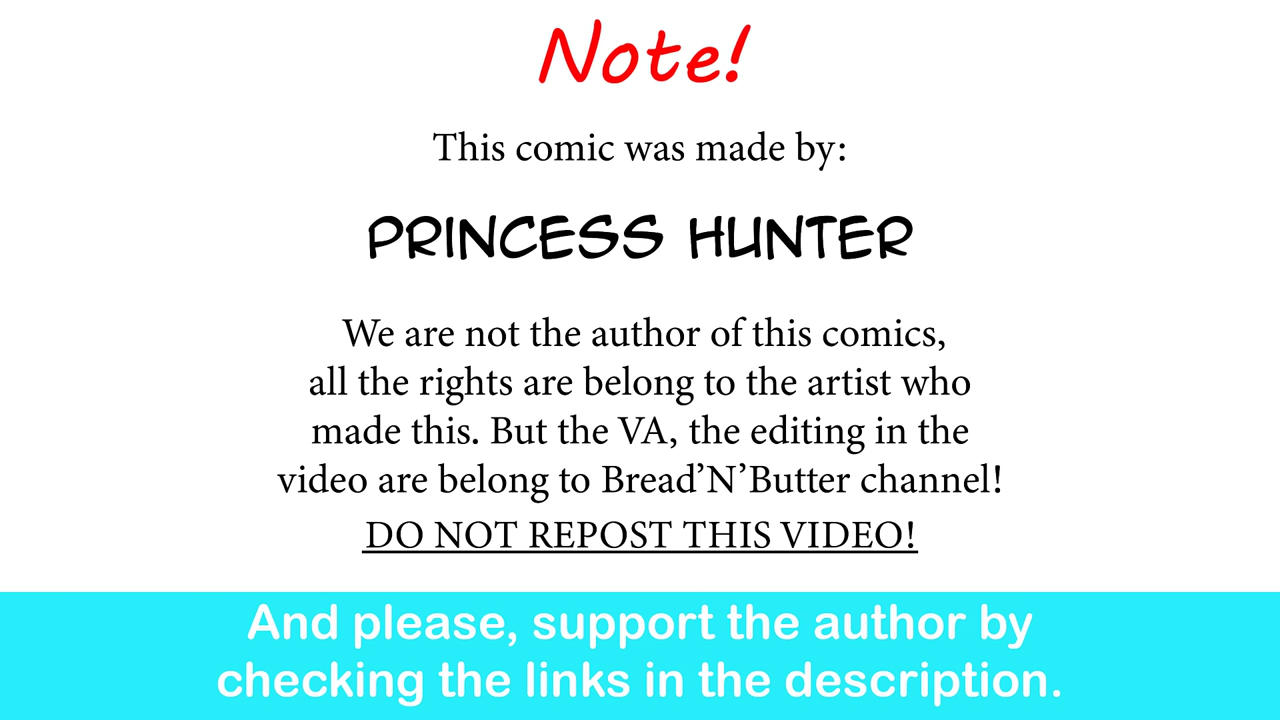 Note!
This comic was made by:
PRINCESS HUNTER
We are not the author of this comics,
all the rights are belong to the artist who
made this. But the VA, the editing in the
video are belong to Bread’N’Butter channel!
DO NOT REPOST THIS VIDEO!
And please, support the author by
checking the links in the description.